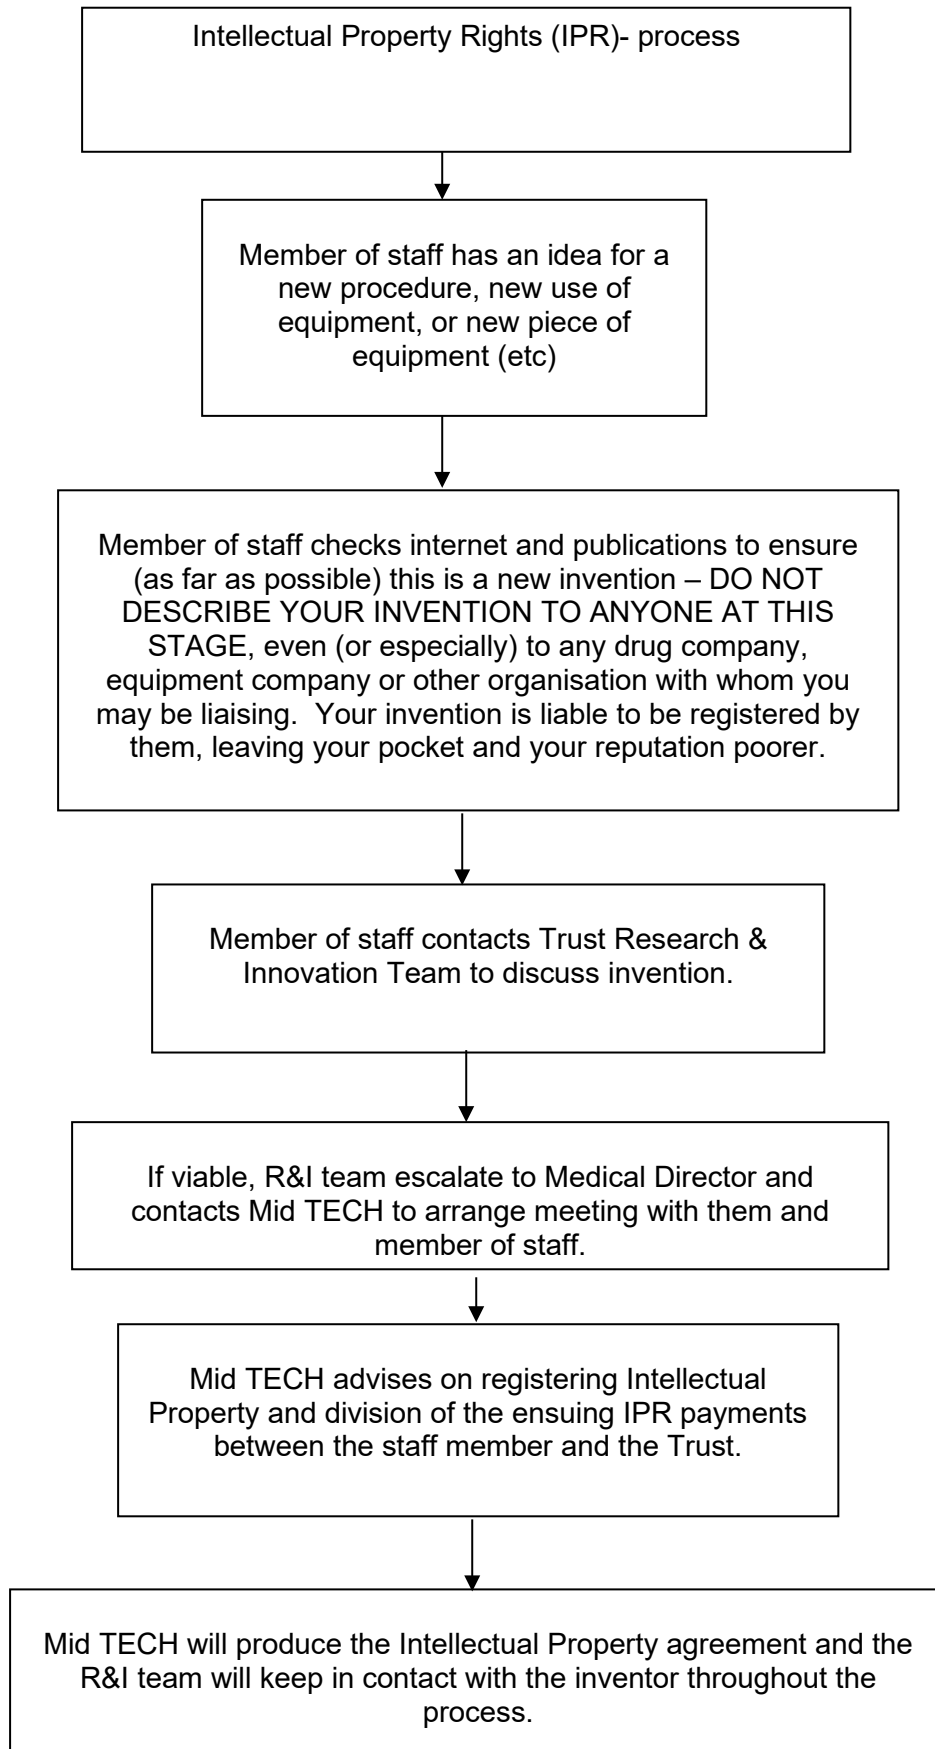 Intellectual Property Rights (IPR)- process
Member of staff has an idea for a
new procedure, new use of
equipment, or new piece of
equipment (etc)
Member of staff checks internet and publications to ensure
(as far as possible) this is a new invention – DO NOT
DESCRIBE YOUR INVENTION TO ANYONE AT THIS
STAGE, even (or especially) to any drug company,
equipment company or other organisation with whom you
may be liaising.  Your invention is liable to be registered by
them, leaving your pocket and your reputation poorer.
Member of staff contacts Trust Research &
Innovation Team to discuss invention.
If viable, R&I team escalate to Medical Director and
contacts Mid TECH to arrange meeting with them and
member of staff.
Mid TECH advises on registering Intellectual
Property and division of the ensuing IPR payments
between the staff member and the Trust.
Mid TECH will produce the Intellectual Property agreement and the
R&I team will keep in contact with the inventor throughout the
process.